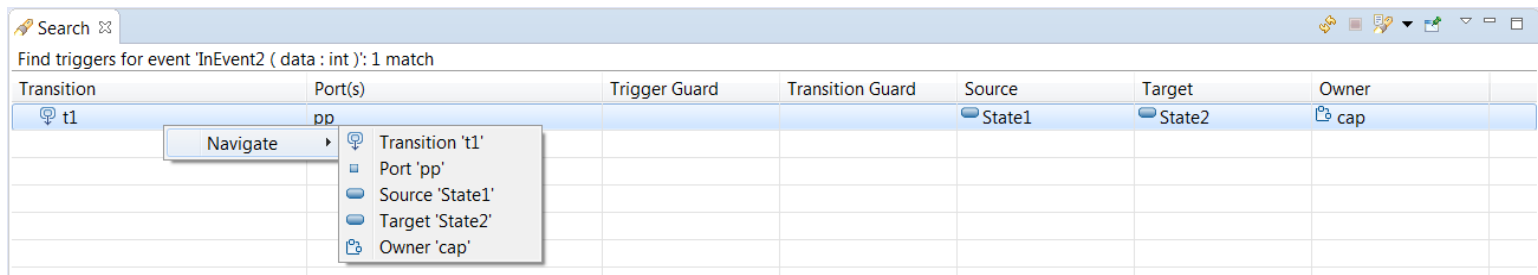 Search
Find triggers for event 'InEvent2 ( data : int )': 1 match
Transition Port(s) Trigger Guard Transition Guard Source Target Owner
t1 pp State1 State2 cap
Navigate
Transition 't1'
Port 'pp'
Source 'State1'
Target 'State2'
Owner 'cap'